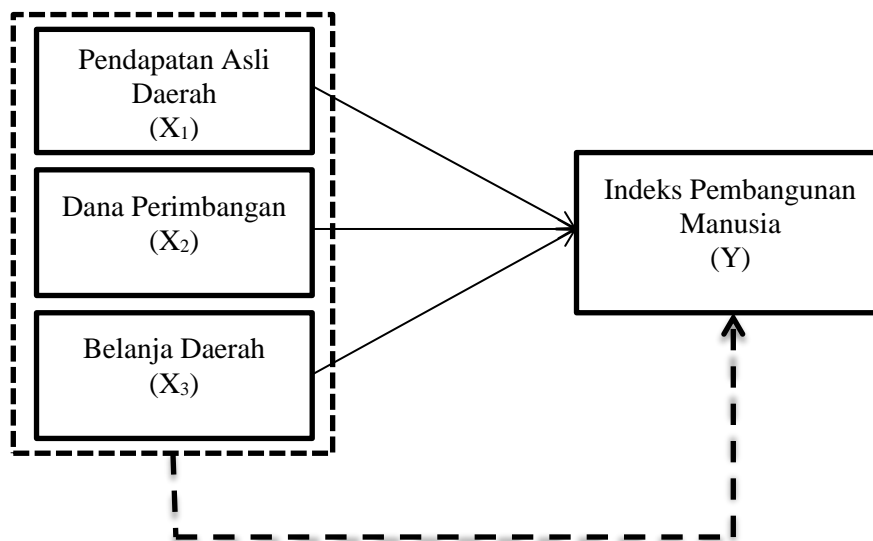 Pendapatan Asli
Daerah
(X₁)
Dana Perimbangan
(X₂)
Belanja Daerah
(X₃)
Indeks Pembangunan
Manusia
(Y)